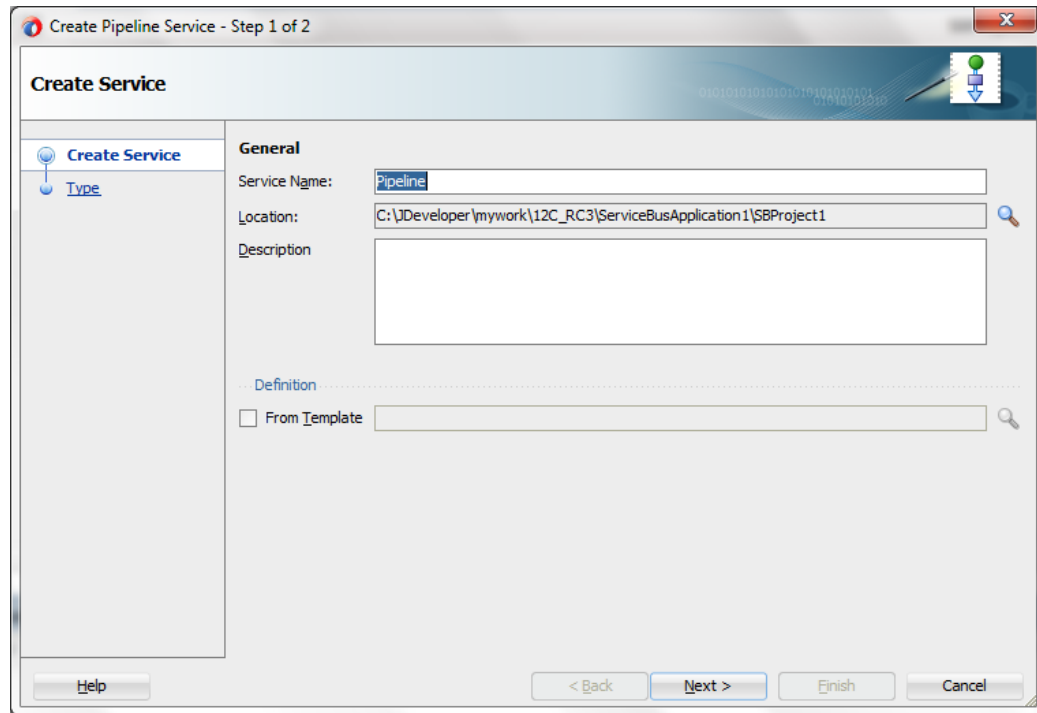 Create Pipeline Service - Step 1 of 2
Create Service
Create Service
Type
General
Service Name: Pipeline
Location: C:\JDeveloper\mywork\12C_RC3\ServiceBusApplication1\SBProject1
Description
Definition
From Template
Help < Back Next > Finish Cancel